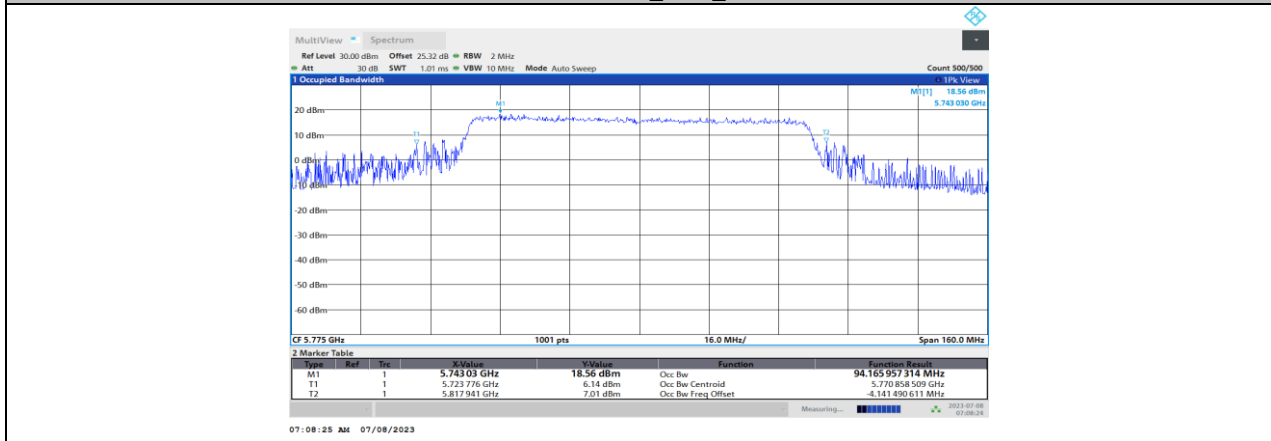 MultiView Spectrum
Ref Level 30.00 dBm Offset 25.32 dB RBW 2 MHz
Att 30 dB SWT 1.01 ms VBW 10 MHz Mode Auto Sweep Count 500/500
1 Occupied Bandwidth 1Pk View
M1[1] 18.56 dBm
5.743 030 GHz
M1
20 dBm
10 dBm
T1
T2
0 dBm
-10 dBm
-20 dBm
-30 dBm
-40 dBm
-50 dBm
-60 dBm
CF 5.775 GHz 1001 pts 16.0 MHz/ Span 160.0 MHz
2 Marker Table
Type Ref Trc X-Value Y-Value Function Function Result
M1 1 5.743 03 GHz 18.56 dBm Occ Bw 94.165 957 314 MHz
T1 1 5.723 776 GHz 6.14 dBm Occ Bw Centroid 5.770 858 509 GHz
T2 1 5.817 941 GHz 7.01 dBm Occ Bw Freq Offset -4.141 490 611 MHz
Measuring... 2023-07-08
07:08:24
07:08:25 AM 07/08/2023